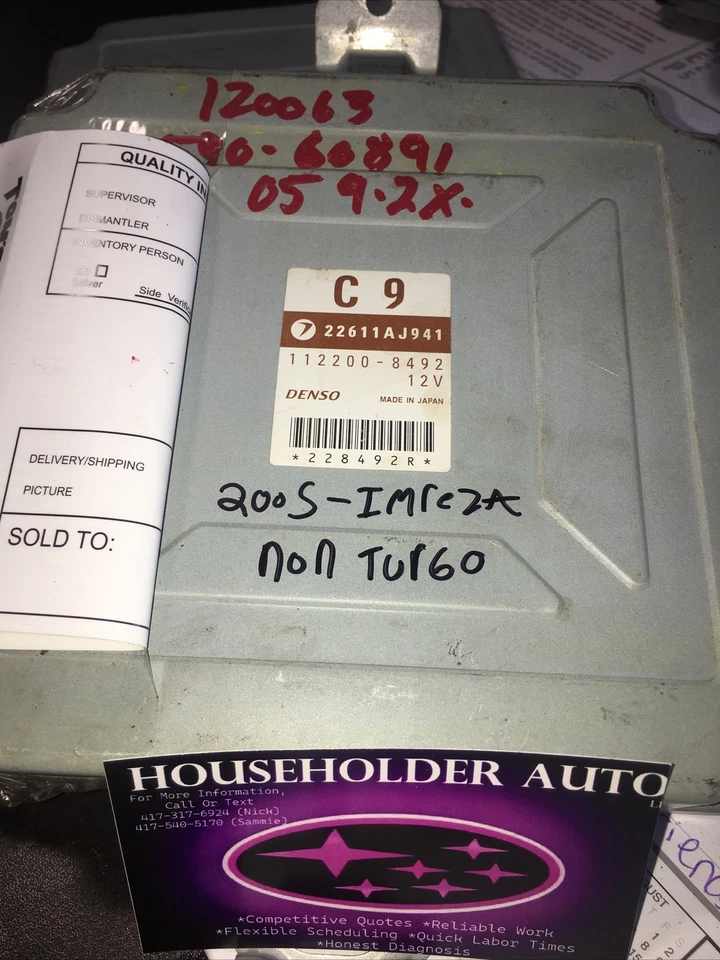 120063
-60891
05 9.2X.
QUALITY IN
SUPERVISOR
DISMANTLER
INVENTORY PERSON
Driver
Side Verific
DELIVERY/SHIPPING
PICTURE
SOLD TO:
C 9
7 22611AJ941
112200-8492
12V
DENSO MADE IN JAPAN
*228492R*
2005-Impreza
non Turbo
HOUSEHOLDER AUTO
For More Information,
Call Or Text
417-317-6924 (Nick)
417-540-5170 (Sammie)
*Competitive Quotes *Reliable Work
*Flexible Scheduling *Quick Labor Times
*Honest Diagnosis